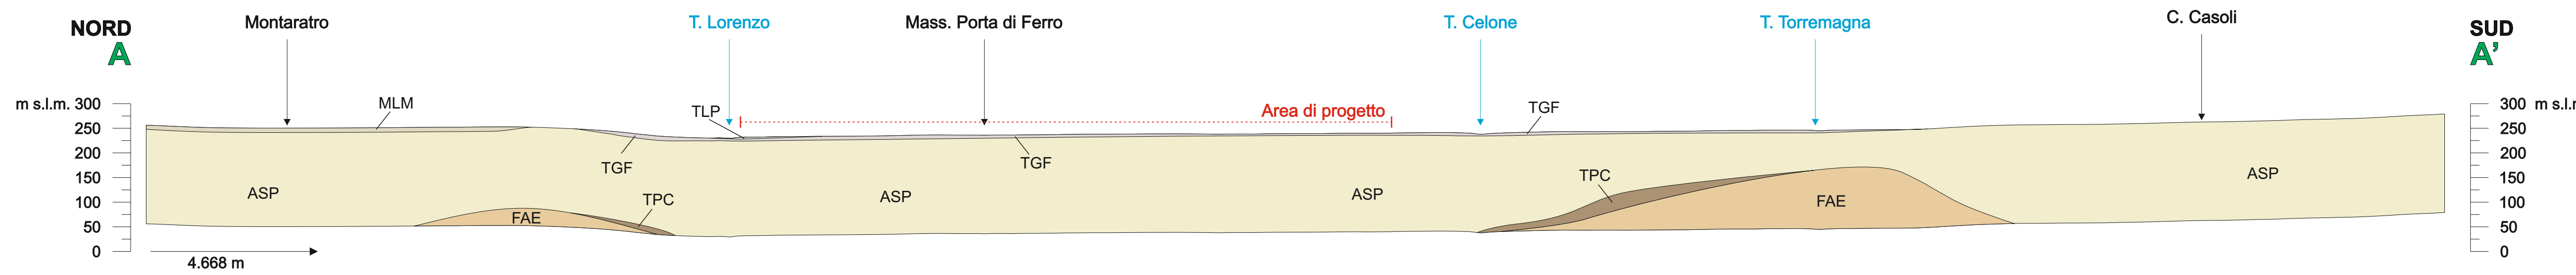 NORD
A
Montaratro
T. Lorenzo
Mass. Porta di Ferro
T. Celone
T. Torremagna
C. Casoli
SUD
A'
m s.l.m. 300
250
200
150
100
50
0
MLM
TLP
Area di progetto
TGF
TGF
TGF
ASP
TPC
FAE
ASP
ASP
TPC
FAE
ASP
4.668 m
300 m s.l.m
250
200
150
100
50
0